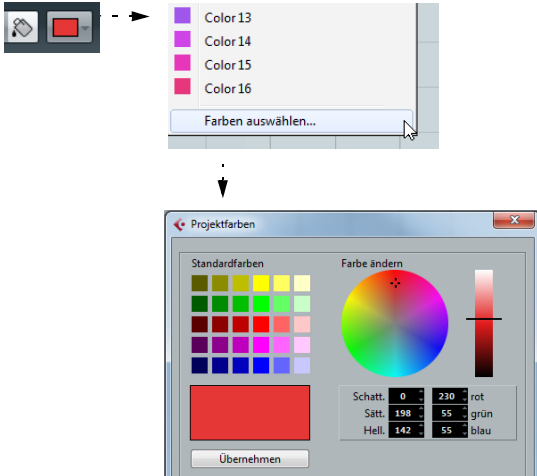 Color 13
Color 14
Color 15
Color 16
Farben auswählen...
Projektfarben
Standardfarben
Farbe ändern
Schatt. 0 230 rot
Sätt. 198 55 grün
Hell. 142 55 blau
Übernehmen